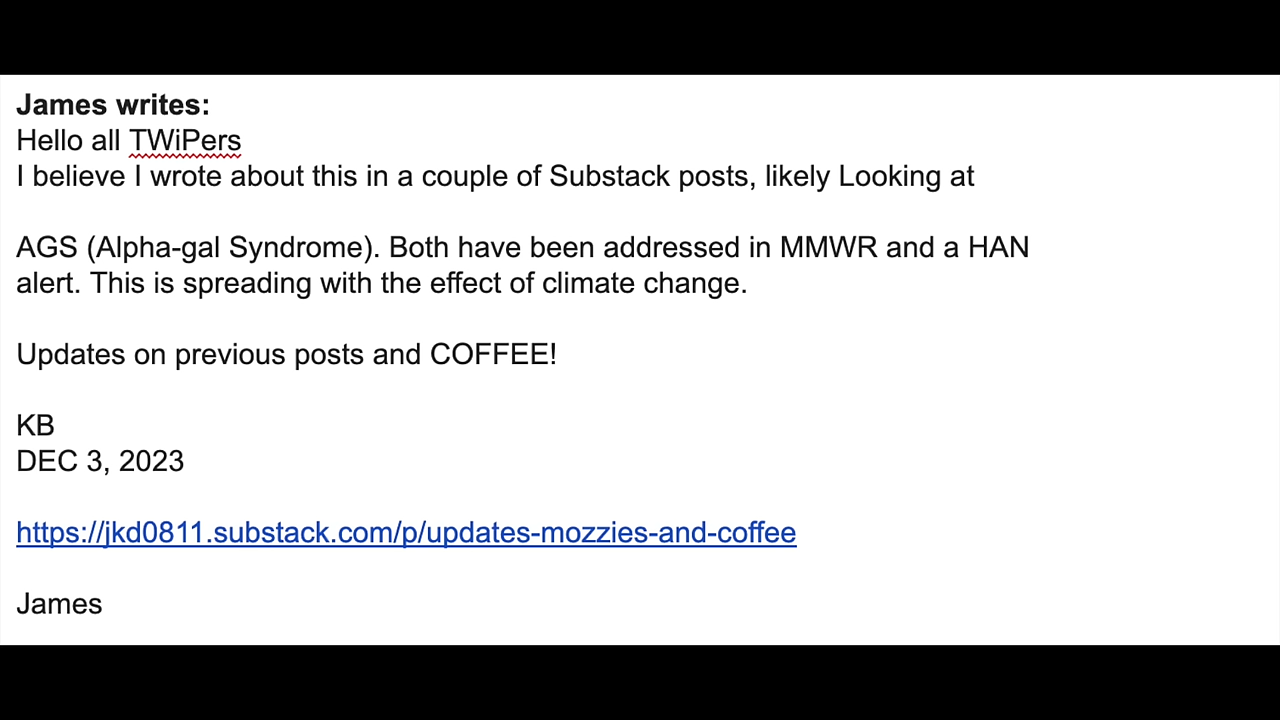 James writes:
Hello all TWiPers
I believe I wrote about this in a couple of Substack posts, likely Looking at
AGS (Alpha-gal Syndrome). Both have been addressed in MMWR and a HAN
alert. This is spreading with the effect of climate change.
Updates on previous posts and COFFEE!
KB
DEC 3, 2023
https://jkd0811.substack.com/p/updates-mozzies-and-coffee
James